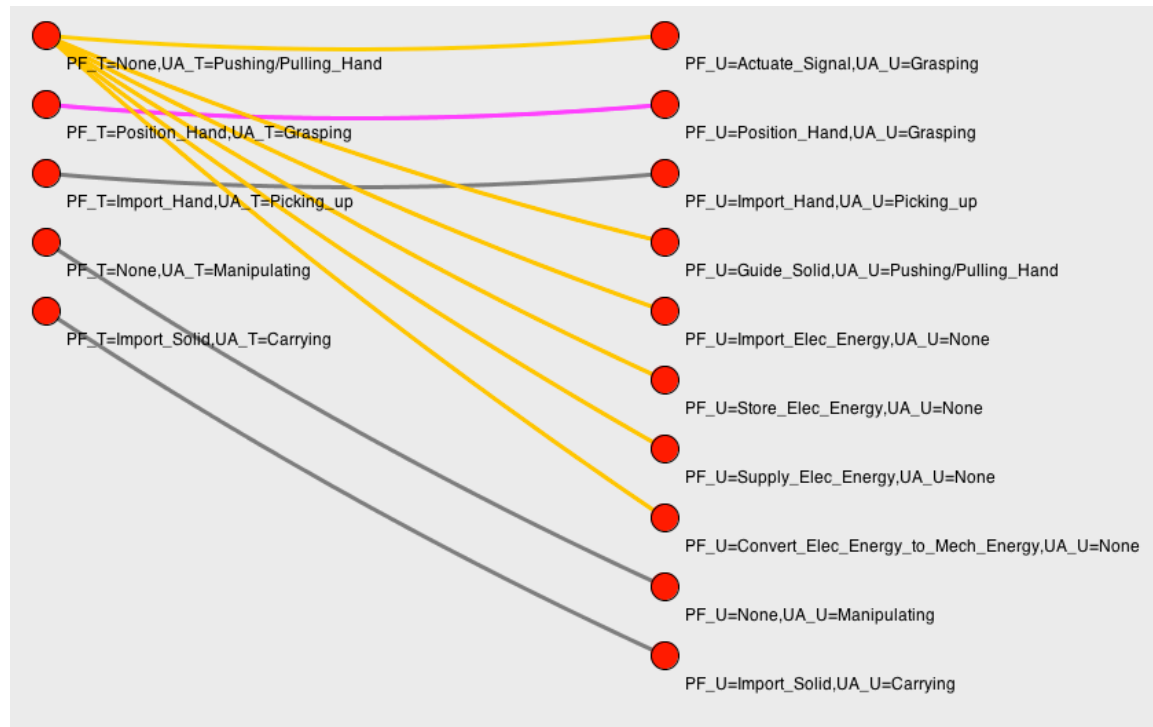 PF_T=None,UA_T=Pushing/Pulling_Hand
PF_T=Position_Hand,UA_T=Grasping
PF_T=Import_Hand,UA_T=Picking_up
PF_T=None,UA_T=Manipulating
PF_T=Import_Solid,UA_T=Carrying
PF_U=Actuate_Signal,UA_U=Grasping
PF_U=Position_Hand,UA_U=Grasping
PF_U=Import_Hand,UA_U=Picking_up
PF_U=Guide_Solid,UA_U=Pushing/Pulling_Hand
PF_U=Import_Elec_Energy,UA_U=None
PF_U=Store_Elec_Energy,UA_U=None
PF_U=Supply_Elec_Energy,UA_U=None
PF_U=Convert_Elec_Energy_to_Mech_Energy,UA_U=None
PF_U=None,UA_U=Manipulating
PF_U=Import_Solid,UA_U=Carrying